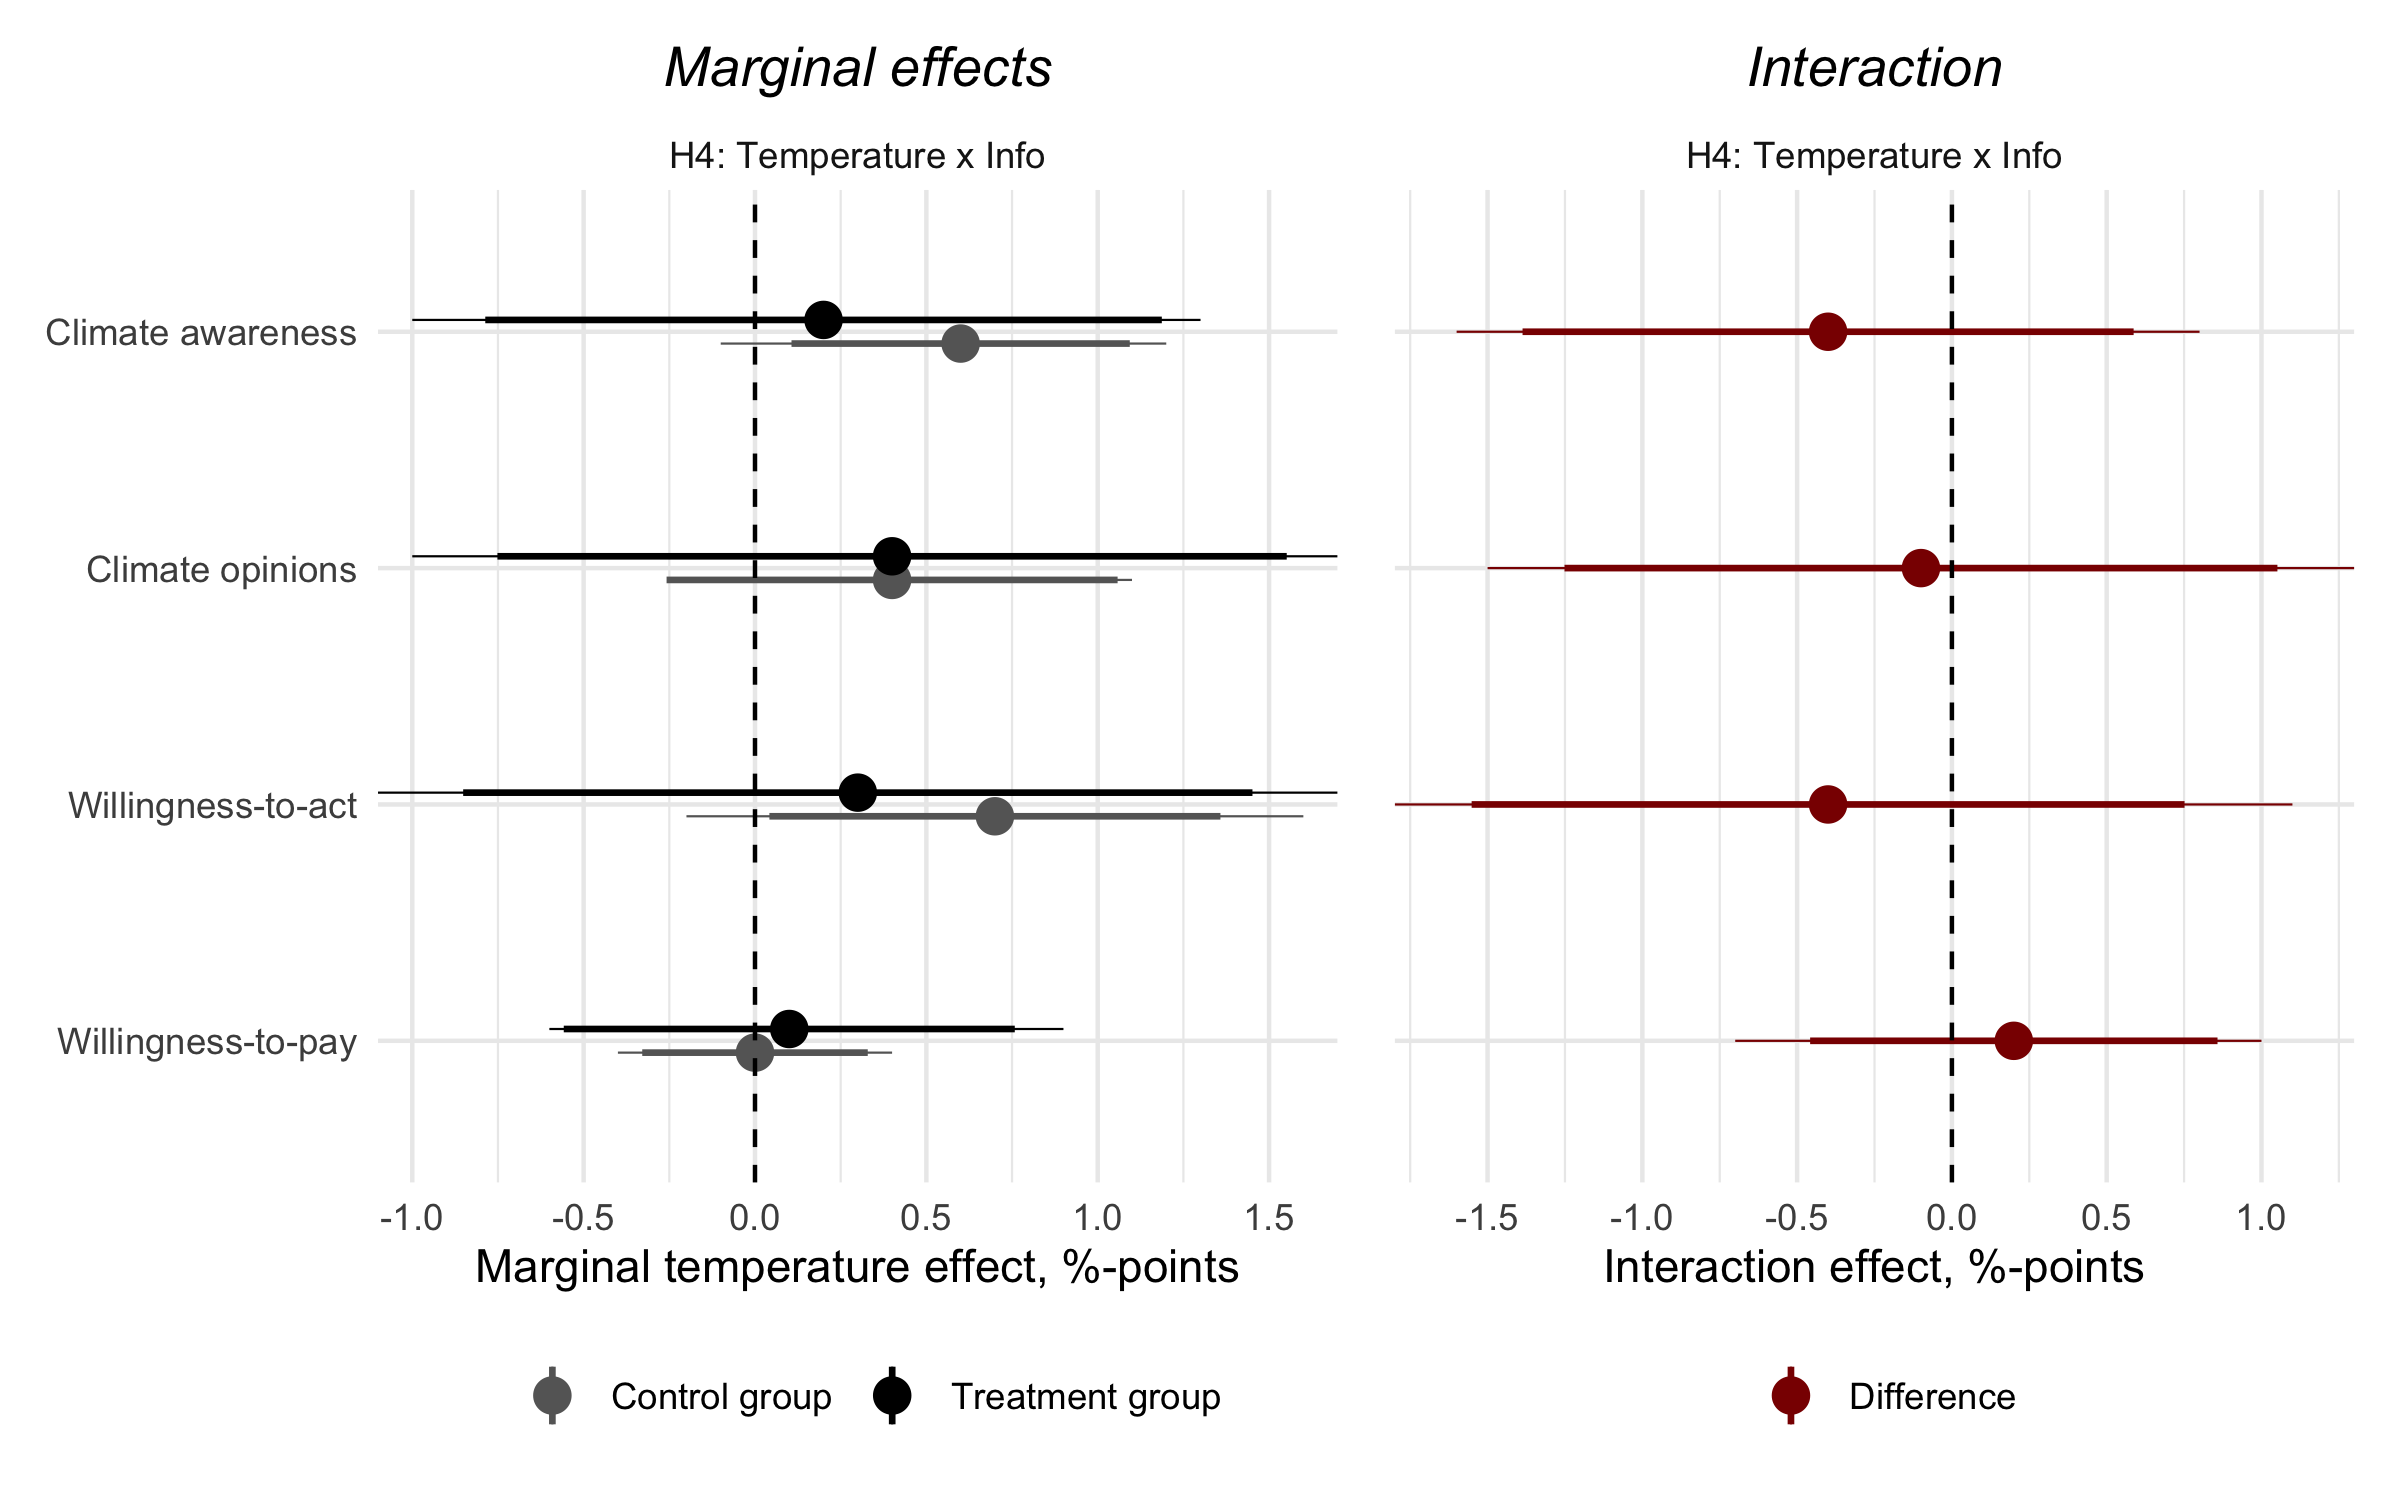 Marginal effects
Interaction
H4: Temperature x Info
H4: Temperature x Info
Climate awareness
Climate opinions
Willingness-to-act
Willingness-to-pay
-1.0 -0.5 0.0 0.5 1.0 1.5
-1.5 -1.0 -0.5 0.0 0.5 1.0
Marginal temperature effect, %-points
Interaction effect, %-points
Control group Treatment group
Difference